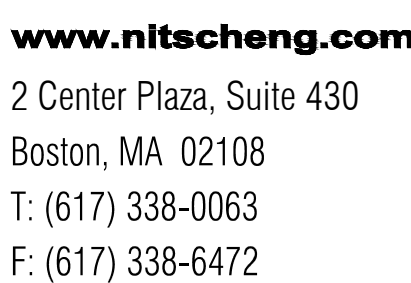 www.nitscheng.com
2 Center Plaza, Suite 430
Boston, MA  02108
T: (617) 338-0063
F: (617) 338-6472